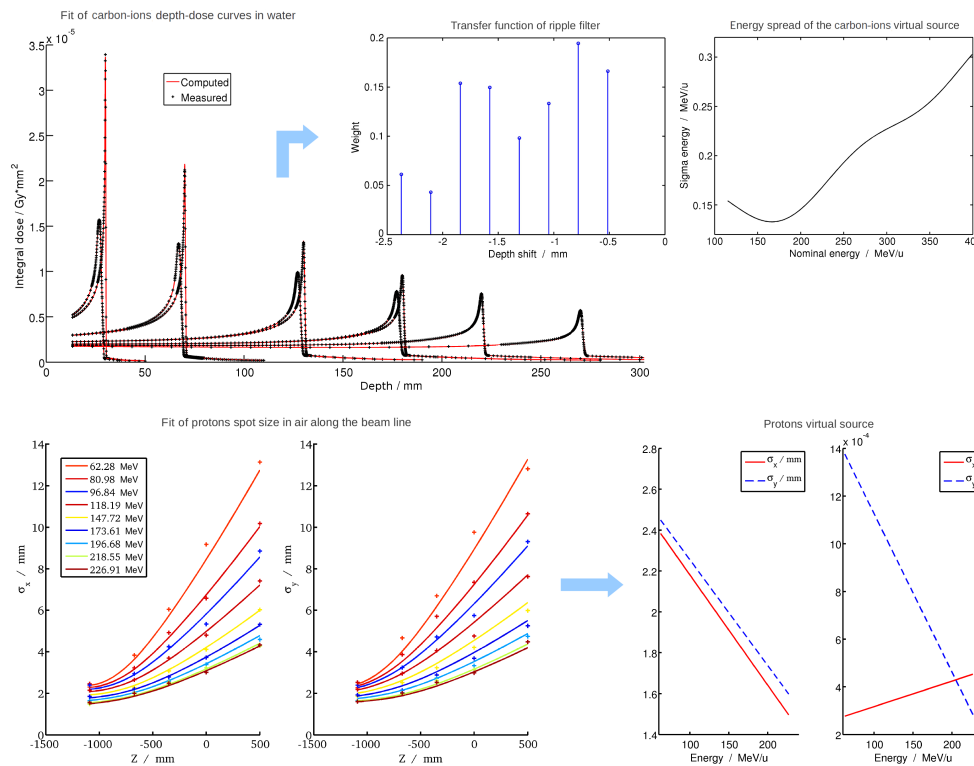 Fit of carbon-ions depth-dose curves in water
× 10⁻⁵
3.5
3
2.5
2
1.5
1
0.5
0
Integral dose / Gy*mm²
Computed
Measured
0 50 100 150 200 250 300
Depth / mm
Transfer function of ripple filter
0.2
0.15
0.1
0.05
Weight
-2.5 -2 -1.5 -1 -0.5 0
Depth shift / mm
Energy spread of the carbon-ions virtual source
0.3
0.25
0.2
0.15
Sigma energy / MeV/u
100 150 200 250 300 350 400
Nominal energy / MeV/u
Fit of protons spot size in air along the beam line
14
12
10
8
6
4
2
0
σx / mm
62.28 MeV
80.98 MeV
96.84 MeV
118.19 MeV
147.72 MeV
173.61 MeV
196.68 MeV
218.55 MeV
226.91 MeV
-1500 -1000 -500 0 500
Z / mm
14
12
10
8
6
4
2
0
σy / mm
-1500 -1000 -500 0 500
Z / mm
Protons virtual source
2.8
2.6
2.4
2.2
2
1.8
1.6
1.4
σx / mm
σy / mm
100 150 200
Energy / MeV/u
× 10⁻⁴
14
12
10
8
6
4
2
σx
σy
100 150 200
Energy / MeV/u